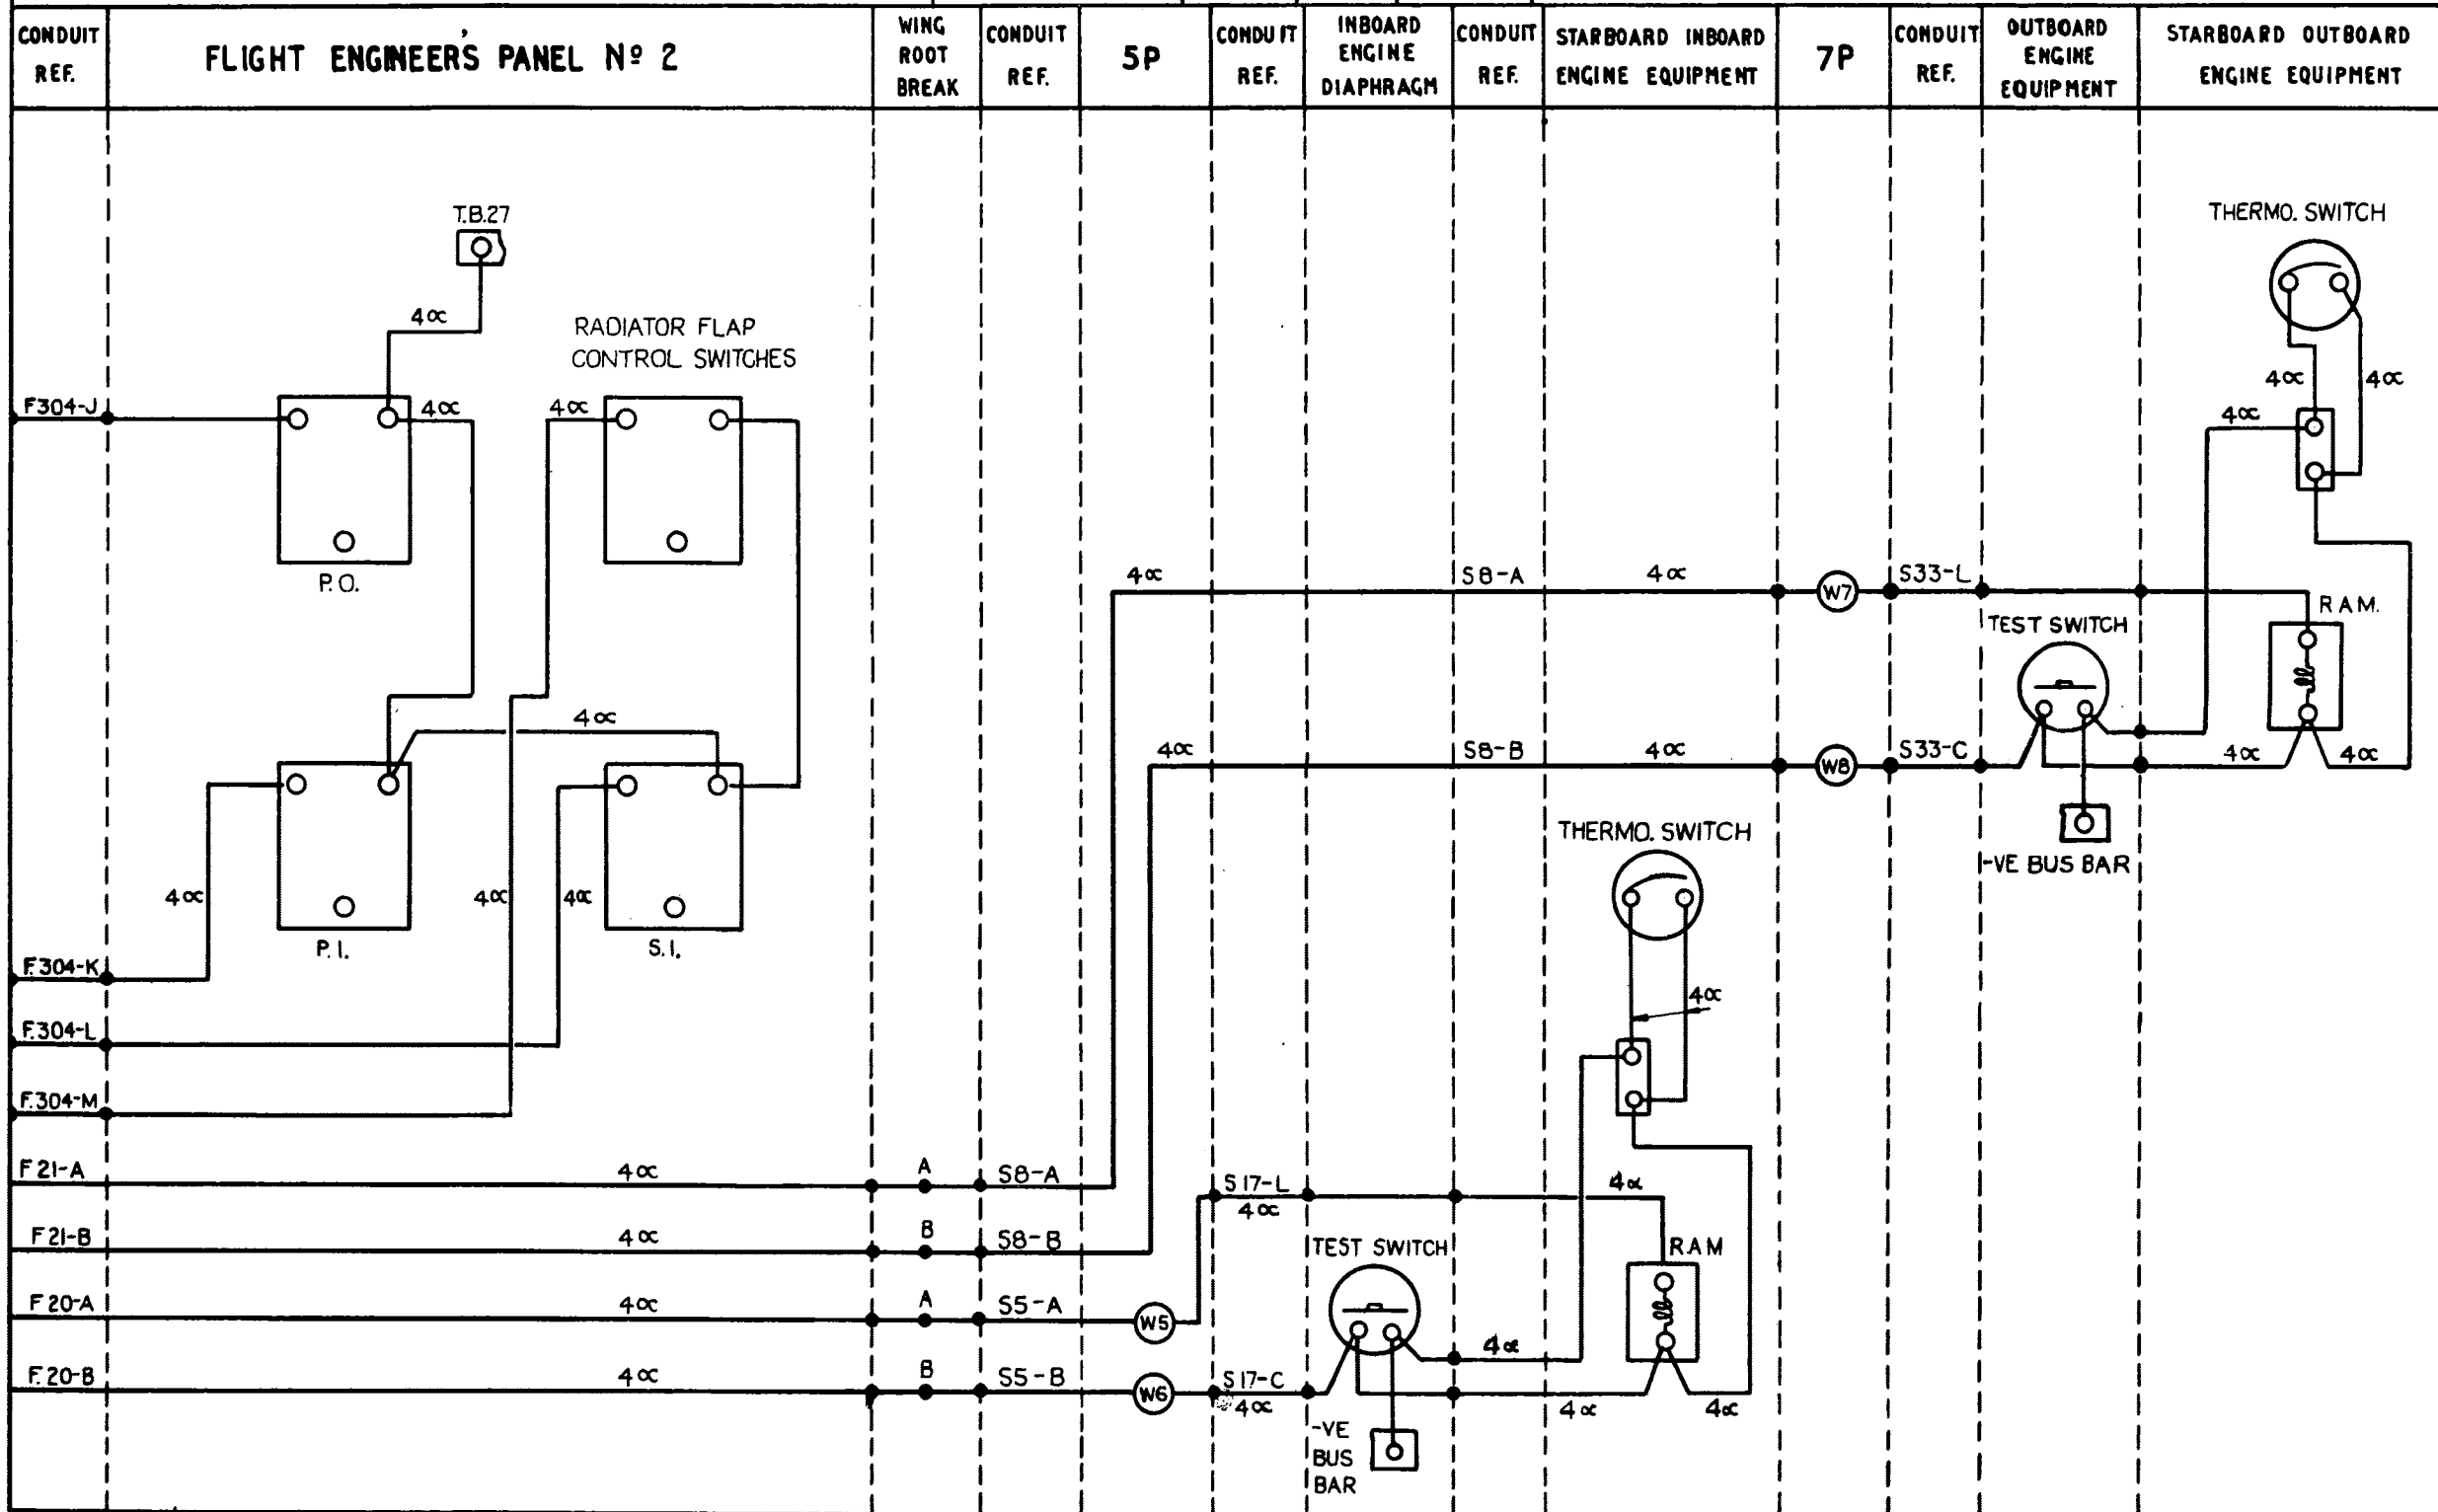 CONDUIT
REF.
FLIGHT ENGINEER'S PANEL Nº 2
WING
ROOT
BREAK
CONDUIT
REF.
5P
CONDUIT
REF.
INBOARD
ENGINE
DIAPHRAGM
CONDUIT
REF.
STARBOARD INBOARD
ENGINE EQUIPMENT
7P
CONDUIT
REF.
OUTBOARD
ENGINE
EQUIPMENT
STARBOARD OUTBOARD
ENGINE EQUIPMENT
T.B.27
4∝
RADIATOR FLAP
CONTROL SWITCHES
F304-J
4∝
4∝
P.O.
4∝
4∝
4∝
4∝
P.I.
S.I.
F.304-K
F.304-L
F.304-M
F 21-A
4∝
A
S8-A
F 21-B
4∝
B
S8-B
F 20-A
4∝
A
S5-A
W5
F.20-B
4∝
B
S5-B
W6
4∝
S8-A
4∝
W7
S33-L
4∝
S8-B
4∝
W8
S33-C
THERMO. SWITCH
4∝
4∝
4∝
RAM.
TEST SWITCH
4∝
4∝
-VE BUS BAR
THERMO. SWITCH
4∝
S17-L
4∝
4∝
TEST SWITCH
RAM
4∝
S17-C
4∝
4∝
4∝
-VE
BUS
BAR